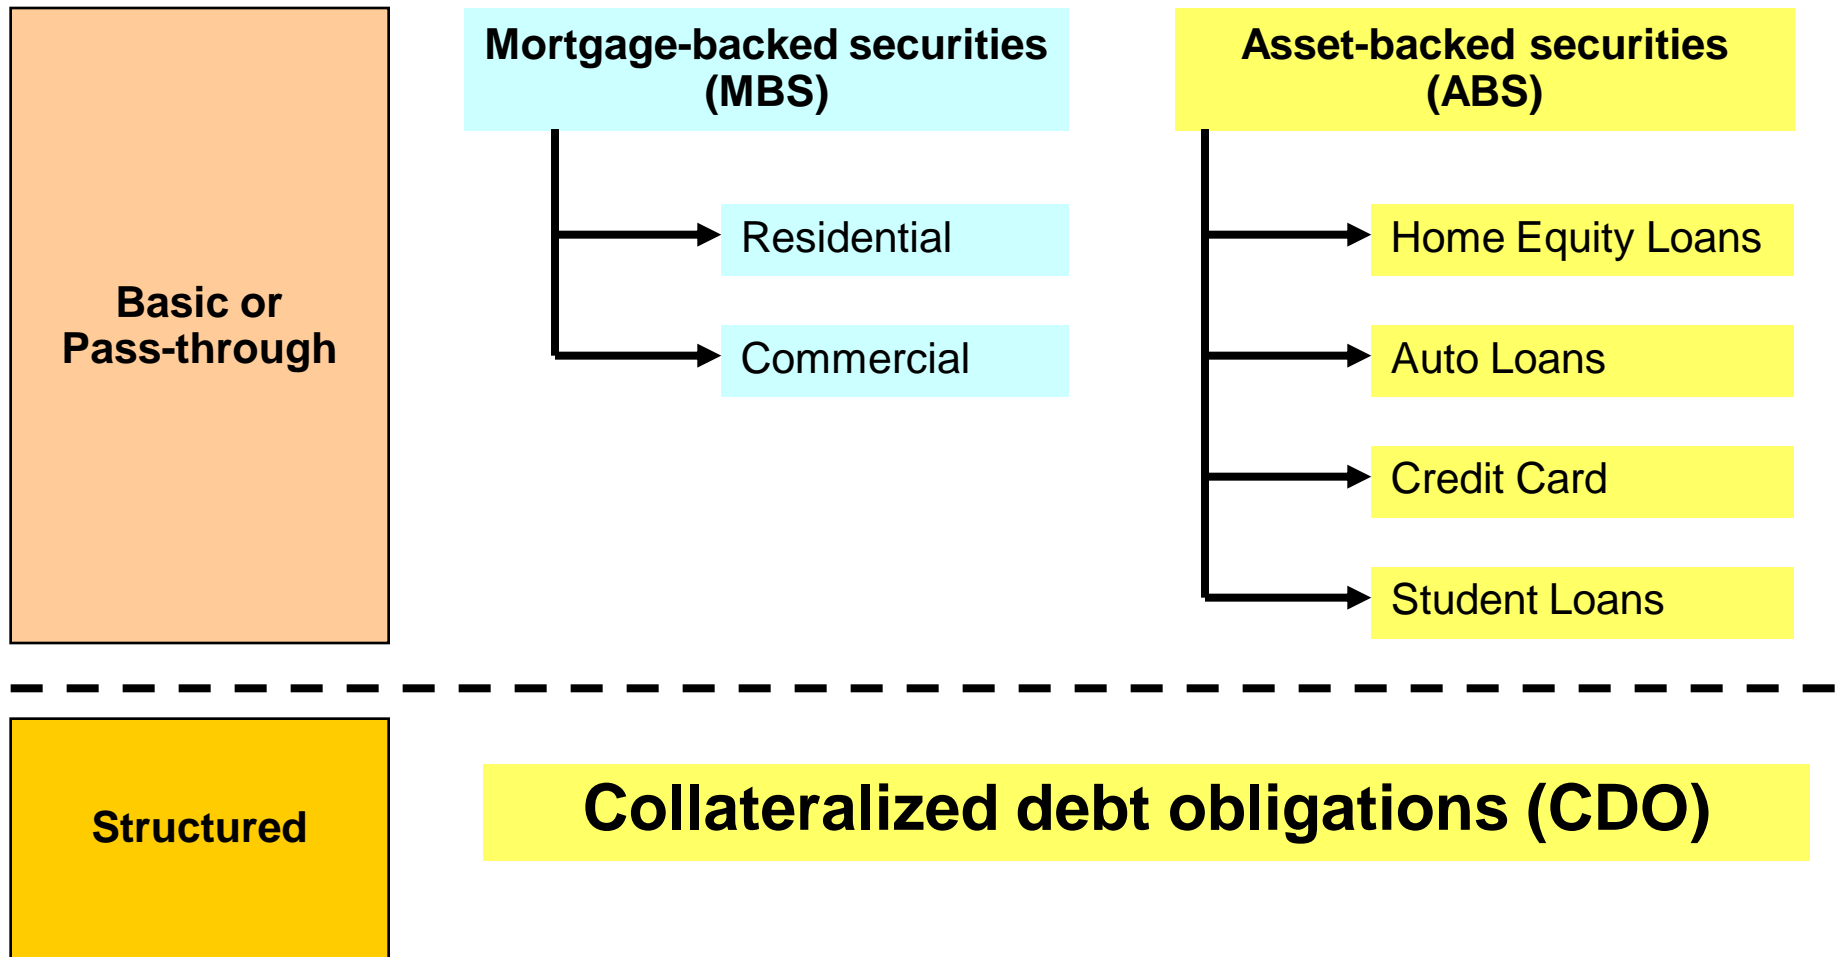 Basic or
Pass-through
Mortgage-backed securities
(MBS)
Residential
Commercial
Asset-backed securities
(ABS)
Home Equity Loans
Auto Loans
Credit Card
Student Loans
Structured
Collateralized debt obligations (CDO)